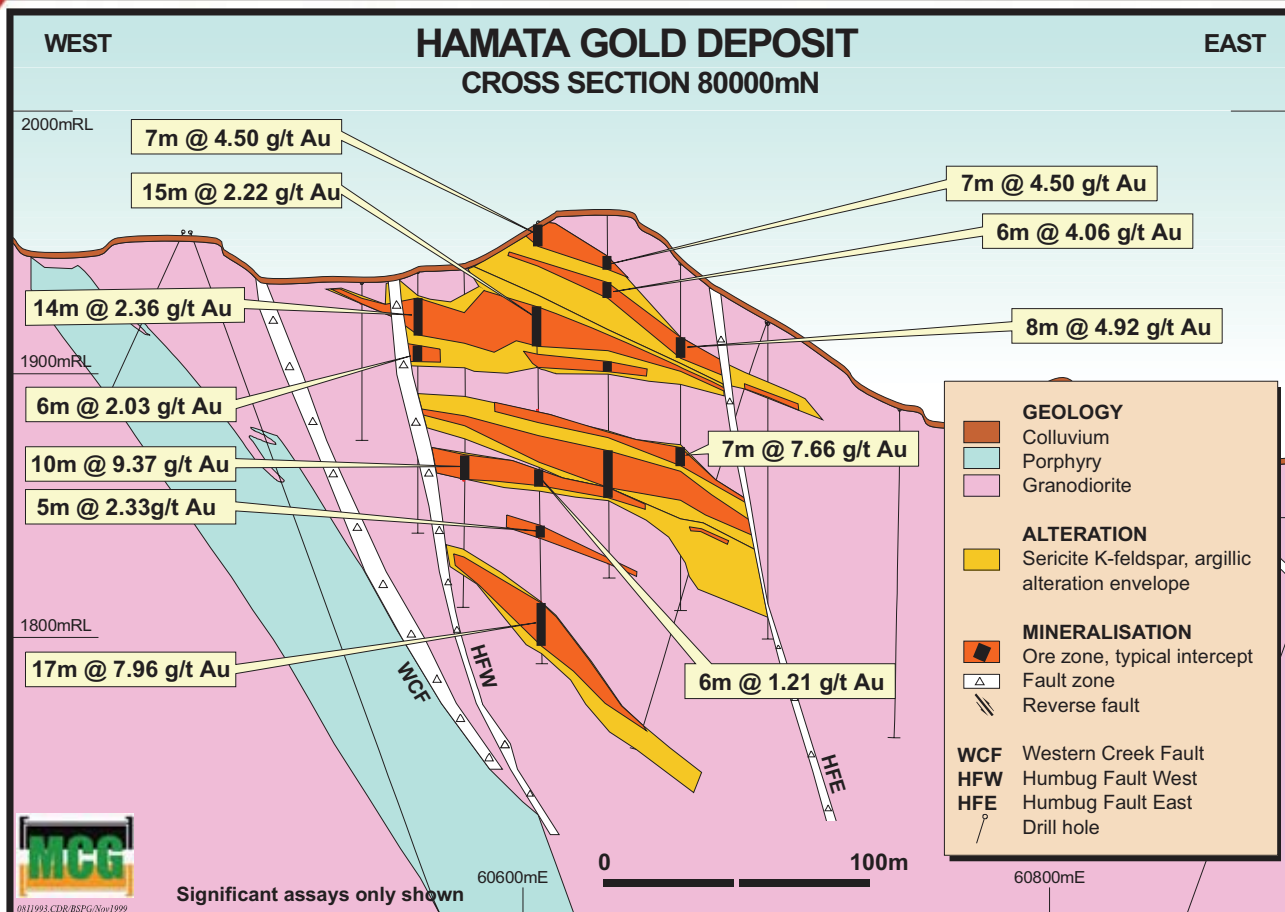 WEST
HAMATA GOLD DEPOSIT
EAST
CROSS SECTION 80000mN
2000mRL
7m @ 4.50 g/t Au
15m @ 2.22 g/t Au
7m @ 4.50 g/t Au
6m @ 4.06 g/t Au
14m @ 2.36 g/t Au
8m @ 4.92 g/t Au
1900mRL
6m @ 2.03 g/t Au
7m @ 7.66 g/t Au
10m @ 9.37 g/t Au
5m @ 2.33g/t Au
1800mRL
17m @ 7.96 g/t Au
6m @ 1.21 g/t Au
WCF
HFW
HFE
GEOLOGY
Colluvium
Porphyry
Granodiorite
ALTERATION
Sericite K-feldspar, argillic
alteration envelope
MINERALISATION
Ore zone, typical intercept
Fault zone
Reverse fault
WCF Western Creek Fault
HFW Humbug Fault West
HFE Humbug Fault East
Drill hole
MCG
0811993.CDR/BSPG/Nov1999
Significant assays only shown
60600mE
0 100m
60800mE